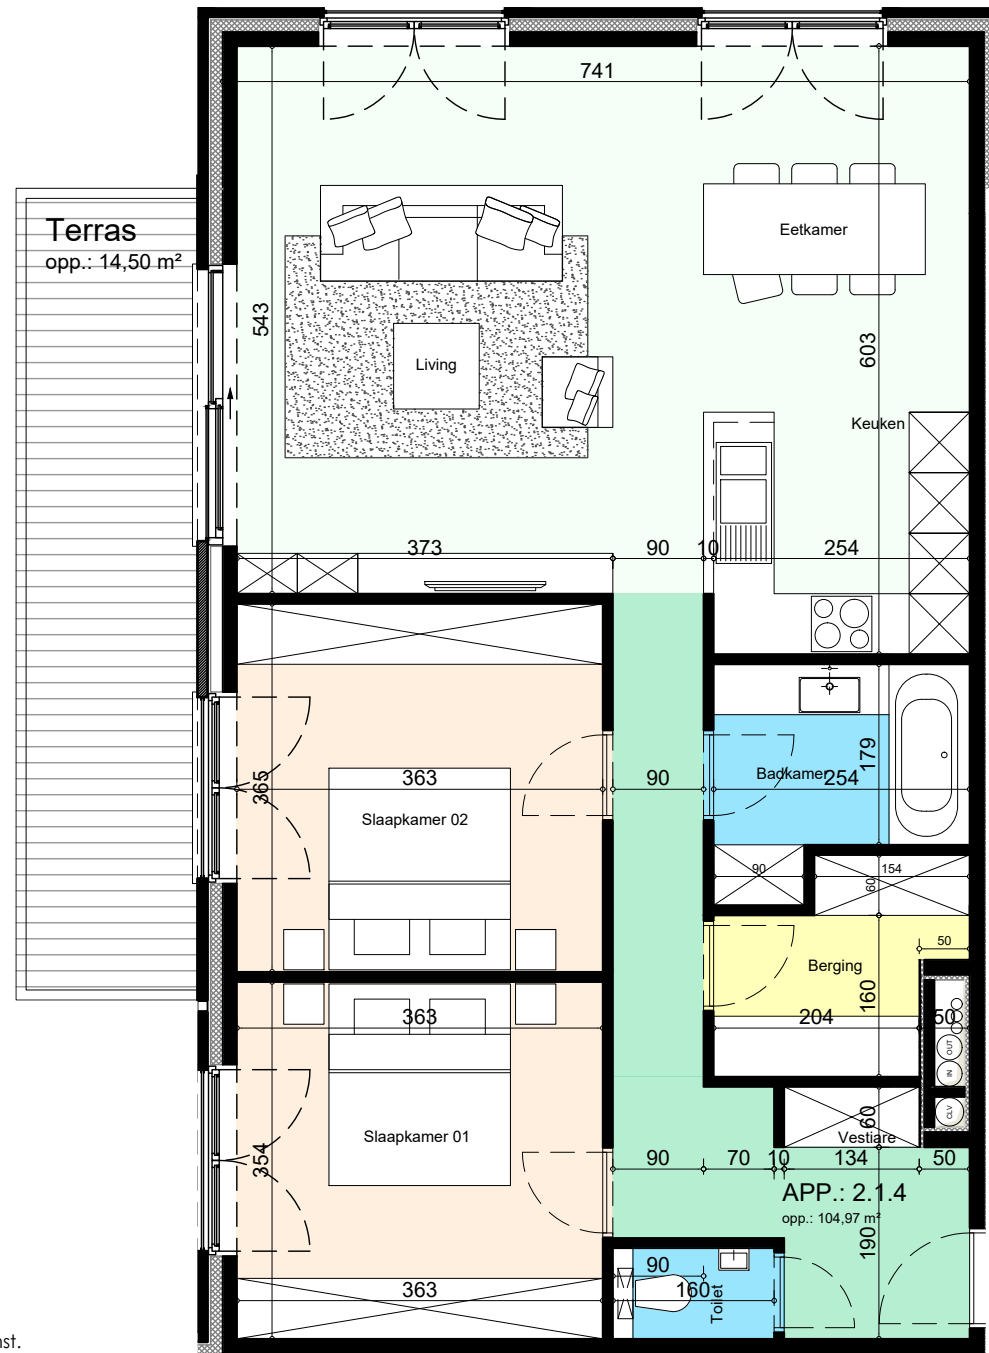 741
Terras
opp.: 14,50 m²
Eetkamer
543
603
Living
Keuken
373
90
10
254
365
363
90
179
Badkamer
254
Slaapkamer 02
90
60
154
50
Berging
160
363
204
50
OUT
IN
CLV
Slaapkamer 01
354
60
Vestiare
90
70
10
134
50
APP.: 2.1.4
opp.: 104,97 m²
190
90
363
160
Toilet
nst.